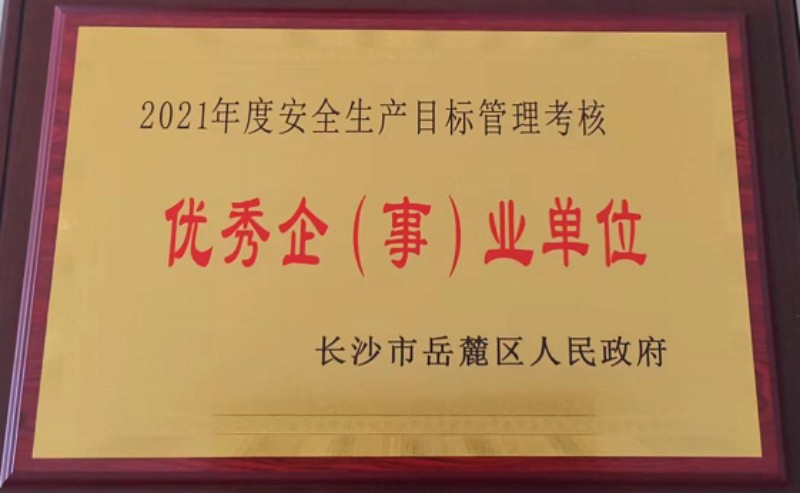 2021年度安全生产目标管理考核
优秀企（事）业单位
长沙市岳麓区人民政府